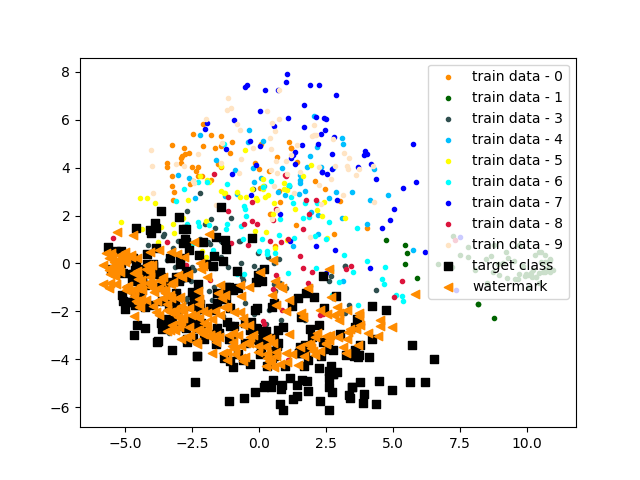 8
6
4
2
0
−2
−4
−6
−5.0 −2.5 0.0 2.5 5.0 7.5 10.0
train data - 0
train data - 1
train data - 3
train data - 4
train data - 5
train data - 6
train data - 7
train data - 8
train data - 9
target class
watermark